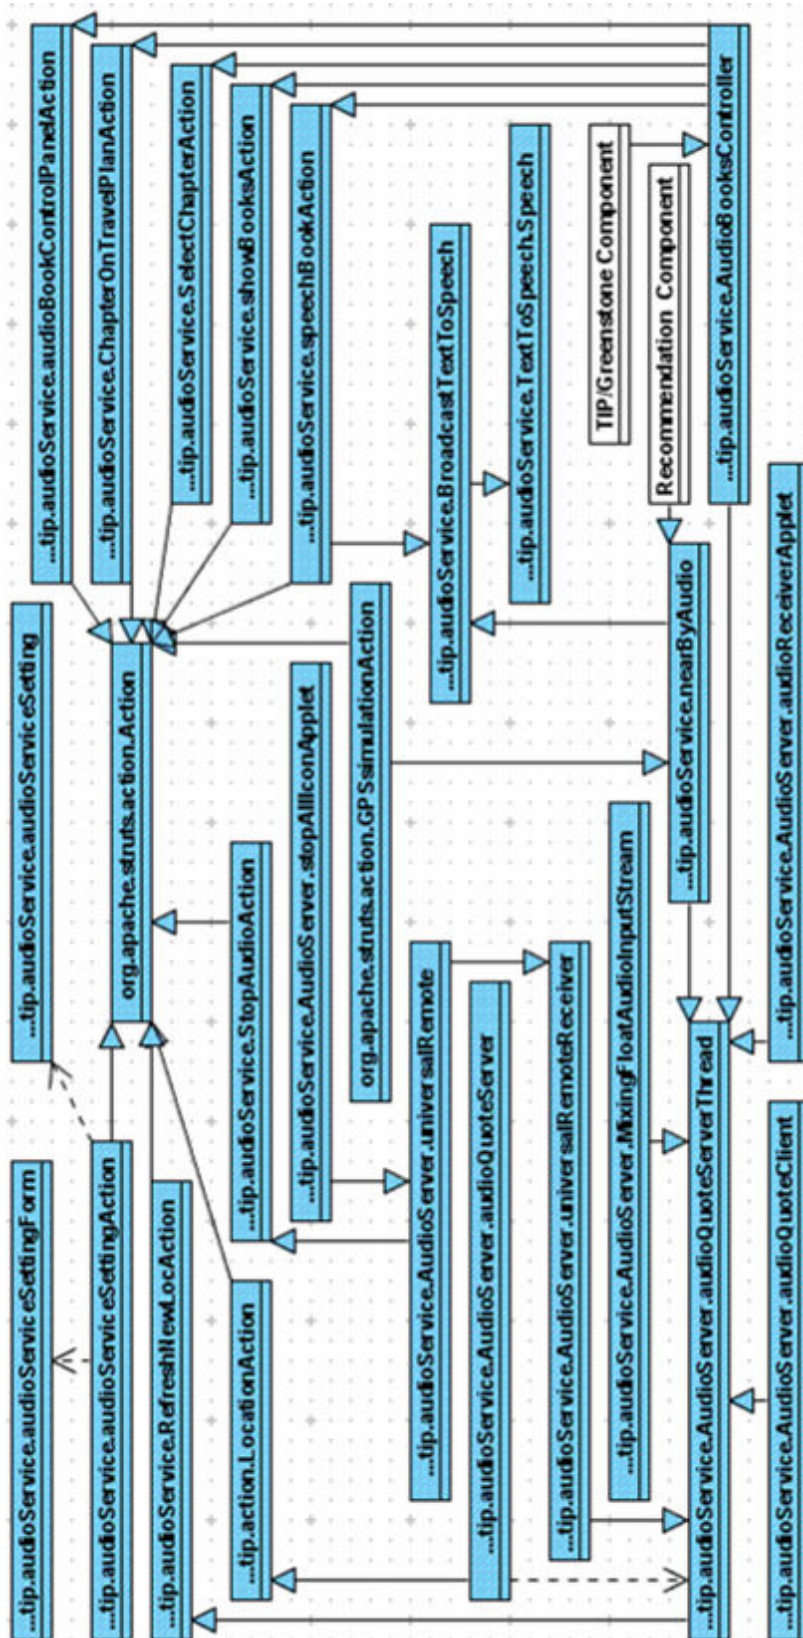 ...tip.audioService.audioServiceSettingForm
...tip.audioService.audioServiceSetting
...tip.audioService.audioBookControlPanelAction
...tip.audioService.audioServiceSettingAction
org.apache.struts.action.Action
...tip.audioService.ChapterOnTravelPlanAction
...tip.audioService.RefreshNewLocAction
...tip.audioService.SelectChapterAction
...tip.action.LocationAction
...tip.audioService.StopAudioAction
...tip.audioService.showBooksAction
...tip.audioService.AudioServer.stopAllIconApplet
...tip.audioService.speechBookAction
org.apache.struts.action.GPSsimulationAction
...tip.audioService.AudioServer.universalRemote
...tip.audioService.BroadcastTextToSpeech
...tip.audioService.AudioServer.audioQuoteServer
...tip.audioService.TextToSpeech.Speech
...tip.audioService.AudioServer.universalRemoteReceiver
TIP/Greenstone Component
...tip.audioService.AudioServer.MixingFloatAudioInputStream
Recommendation Component
...tip.audioService.nearByAudio
...tip.audioService.AudioServer.audioQuoteServerThread
...tip.audioService.AudioBooksController
...tip.audioService.AudioServer.audioQuoteClient
...tip.audioService.AudioServer.audioReceiverApplet